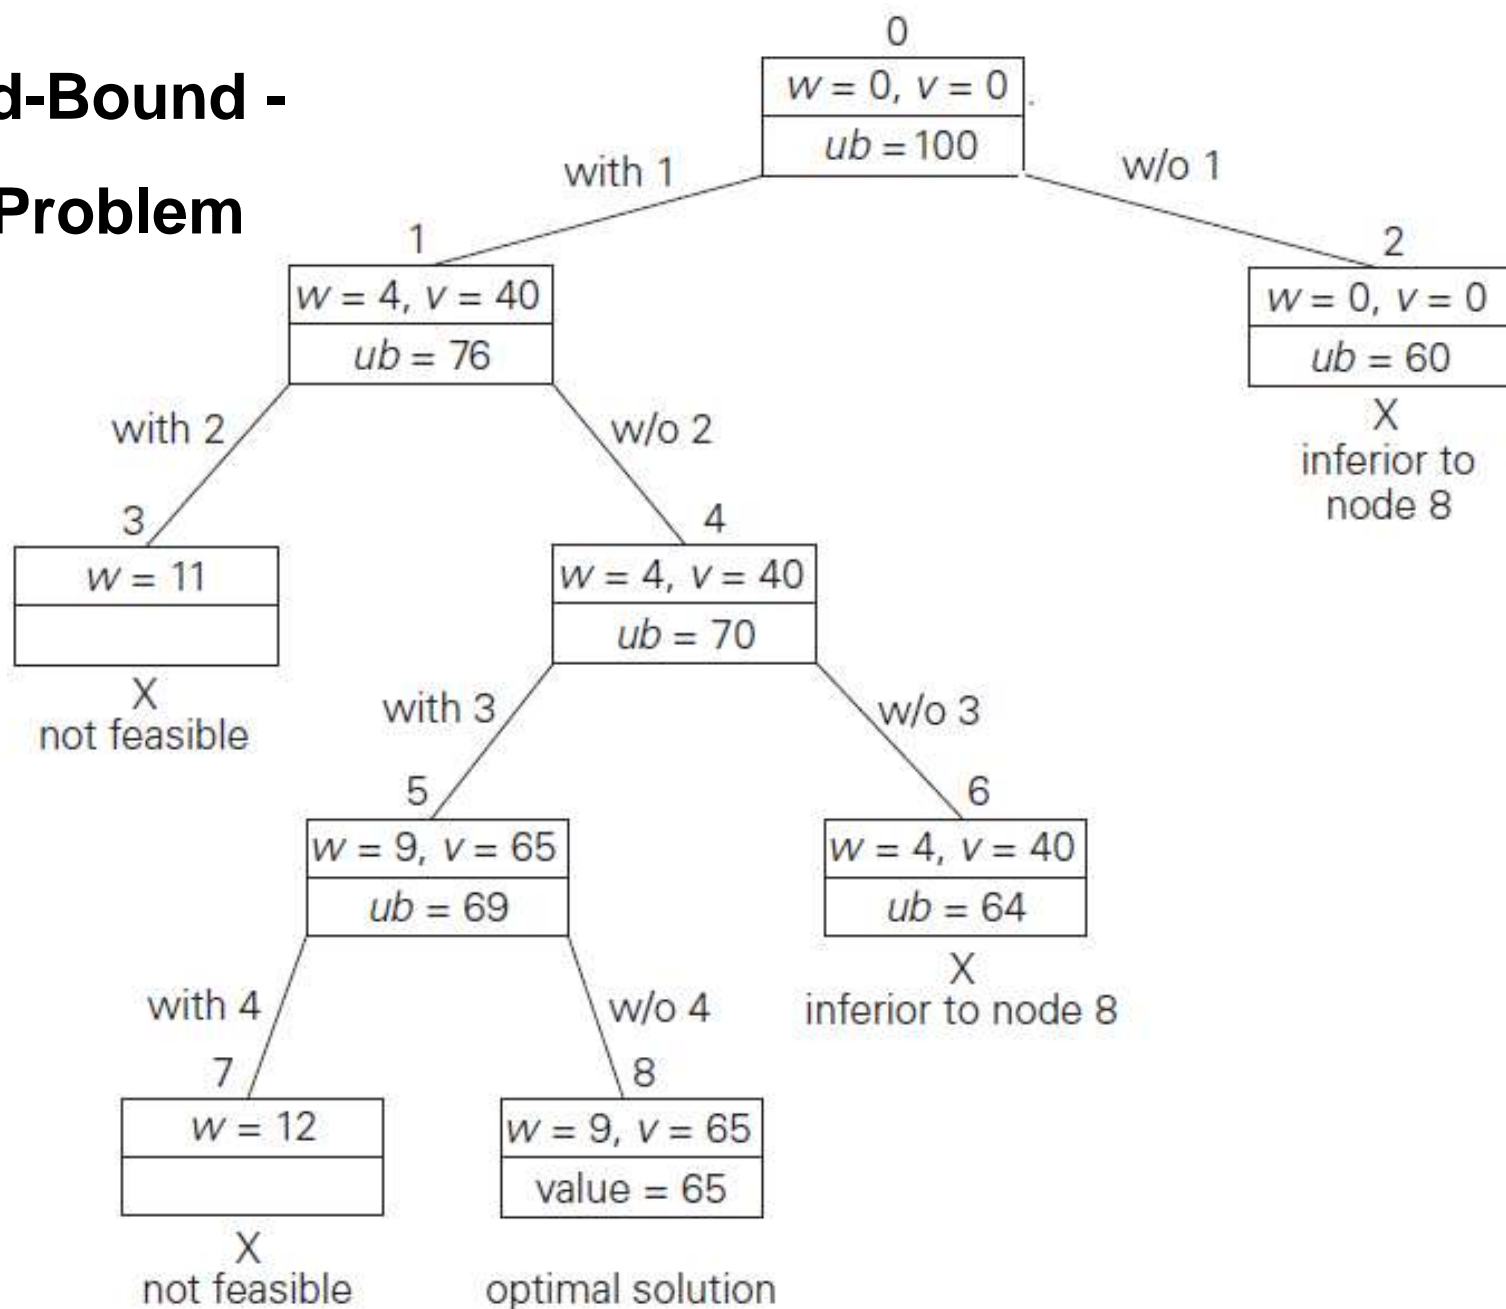 d-Bound -
Problem
0
w = 0, v = 0
ub = 100
with 1
w/o 1
1
w = 4, v = 40
ub = 76
2
w = 0, v = 0
ub = 60
X
inferior to
node 8
with 2
w/o 2
3
w = 11
X
not feasible
4
w = 4, v = 40
ub = 70
with 3
w/o 3
5
w = 9, v = 65
ub = 69
6
w = 4, v = 40
ub = 64
X
inferior to node 8
with 4
w/o 4
7
w = 12
X
not feasible
8
w = 9, v = 65
value = 65
optimal solution